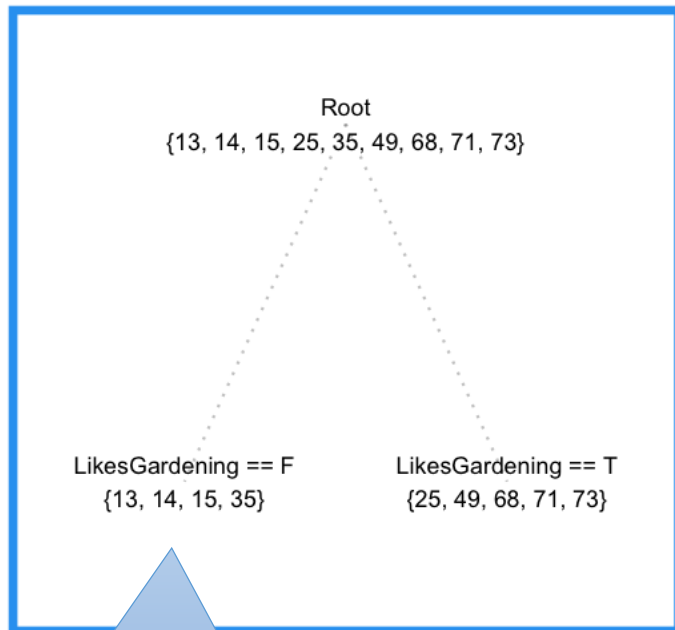 Root
{13, 14, 15, 25, 35, 49, 68, 71, 73}
LikesGardening == F
LikesGardening == T
{13, 14, 15, 35}
{25, 49, 68, 71, 73}